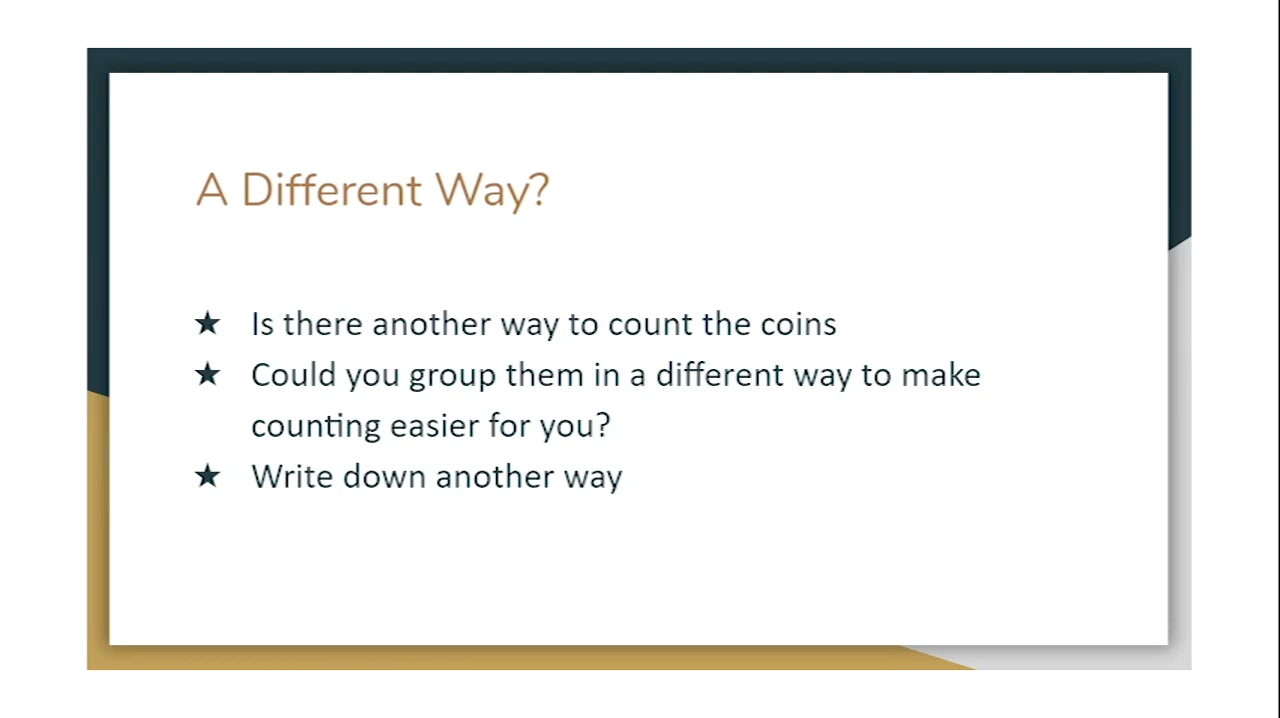 A Different Way?
★ Is there another way to count the coins
★ Could you group them in a different way to make
counting easier for you?
★ Write down another way